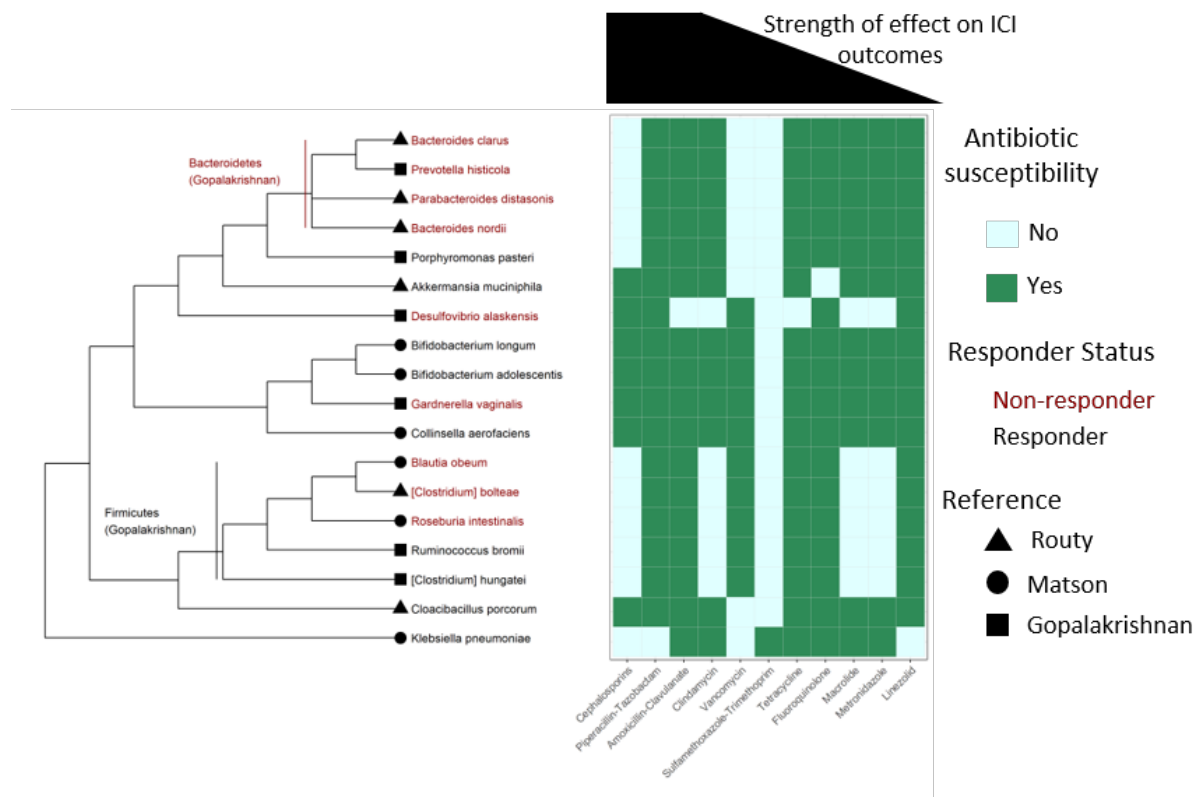 Strength of effect on ICI
outcomes
Bacteroidetes
(Gopalakrishnan)
Bacteroides clarus
Prevotella histicola
Parabacteroides distasonis
Bacteroides nordii
Porphyromonas pasteri
Akkermansia muciniphila
Desulfovibrio alaskensis
Bifidobacterium longum
Bifidobacterium adolescentis
Gardnerella vaginalis
Collinsella aerofaciens
Firmicutes
(Gopalakrishnan)
Blautia obeum
[Clostridium] bolteae
Roseburia intestinalis
Ruminococcus bromii
[Clostridium] hungatei
Cloacibacillus porcorum
Klebsiella pneumoniae
Cephalosporins
Piperacillin-Tazobactam
Amoxicillin-Clavulanate
Clindamycin
Vancomycin
Sulfamethoxazole-Trimethoprim
Tetracycline
Fluoroquinolone
Macrolide
Metronidazole
Linezolid
Antibiotic
susceptibility
No
Yes
Responder Status
Non-responder
Responder
Reference
Routy
Matson
Gopalakrishnan